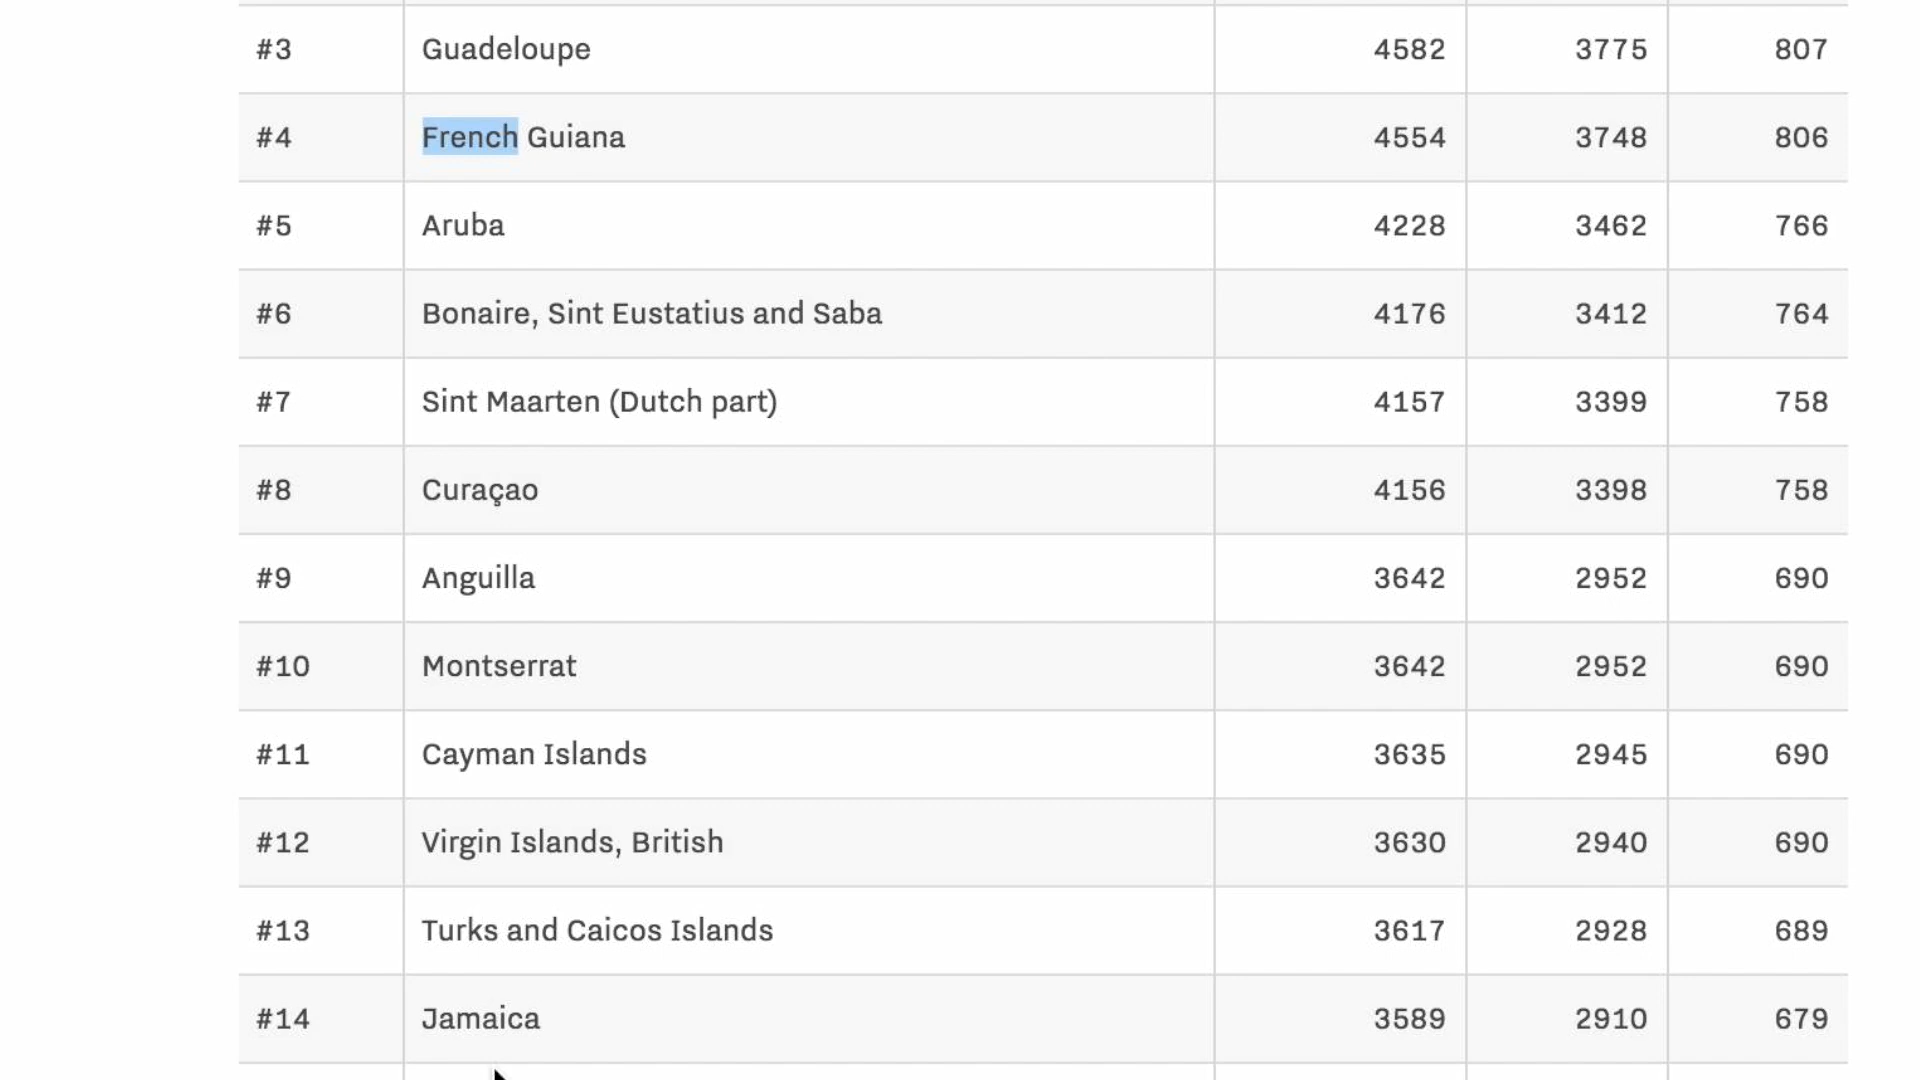 #3 Guadeloupe 4582 3775 807
#4 French Guiana 4554 3748 806
#5 Aruba 4228 3462 766
#6 Bonaire, Sint Eustatius and Saba 4176 3412 764
#7 Sint Maarten (Dutch part) 4157 3399 758
#8 Curaçao 4156 3398 758
#9 Anguilla 3642 2952 690
#10 Montserrat 3642 2952 690
#11 Cayman Islands 3635 2945 690
#12 Virgin Islands, British 3630 2940 690
#13 Turks and Caicos Islands 3617 2928 689
#14 Jamaica 3589 2910 679